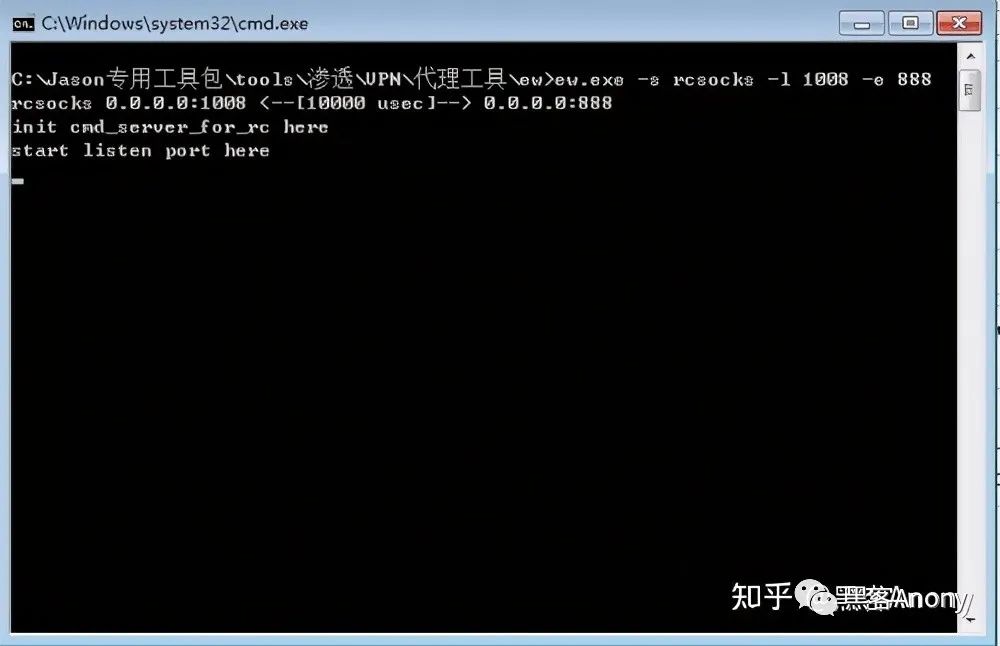 C:\Windows\system32\cmd.exe
C:\Jason专用工具包\tools\渗透\VPN\代理工具\ew>ew.exe -s rcsocks -l 1008 -e 888
rcsocks 0.0.0.0:1008 <--[10000 usec]--> 0.0.0.0:888
init cmd_server_for_rc here
start listen port here
知乎 黑客Anony